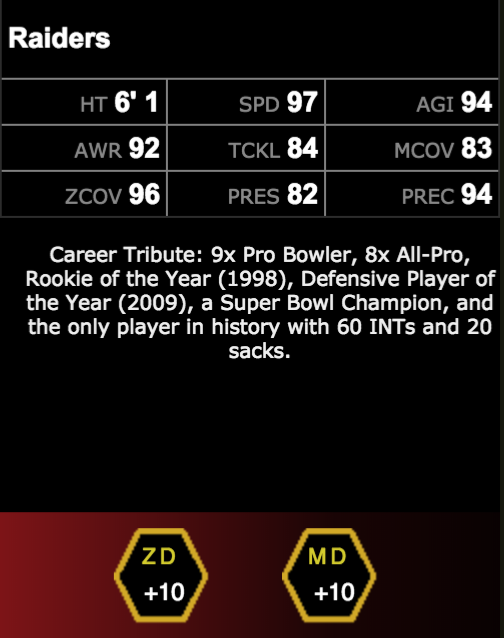 Raiders
HT 6' 1 SPD 97 AGI 94
AWR 92 TCKL 84 MCOV 83
ZCOV 96 PRES 82 PREC 94
Career Tribute: 9x Pro Bowler, 8x All-Pro,
Rookie of the Year (1998), Defensive Player of
the Year (2009), a Super Bowl Champion, and
the only player in history with 60 INTs and 20
sacks.
ZD MD
+10 +10